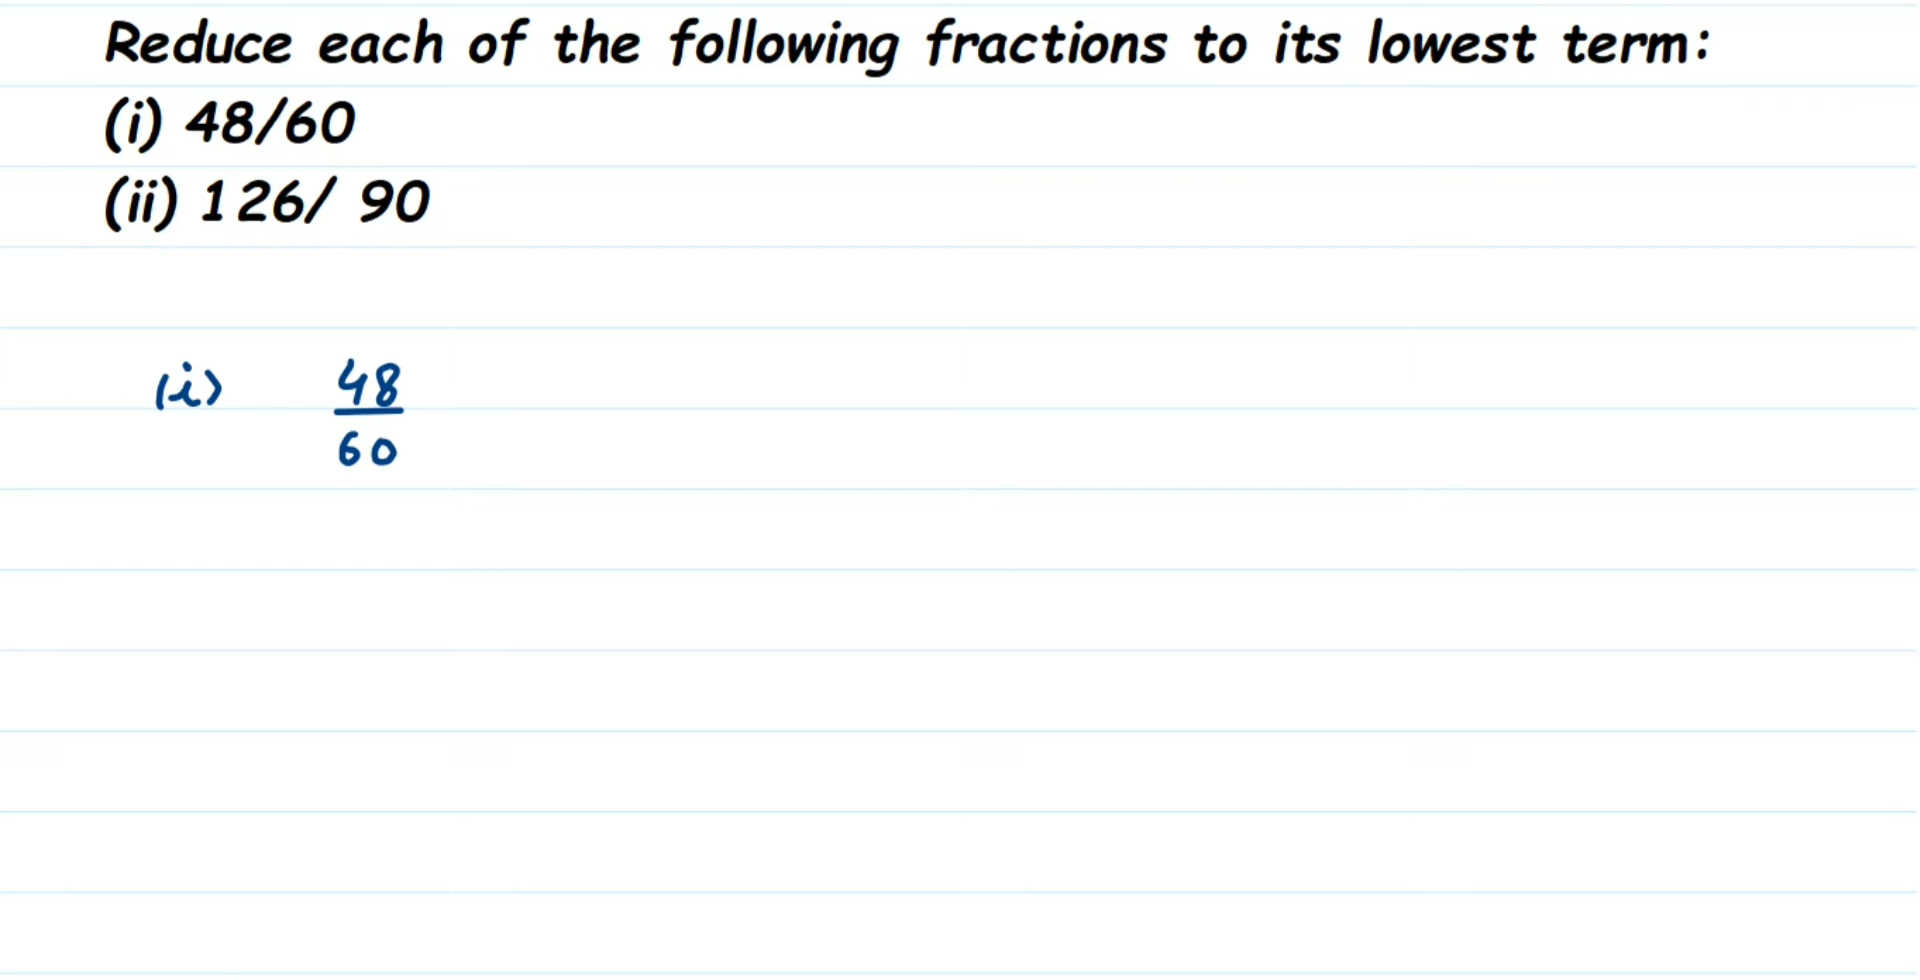 Reduce each of the following fractions to its lowest term:
(i) 48/60
(ii) 126/ 90
(i) 48
60